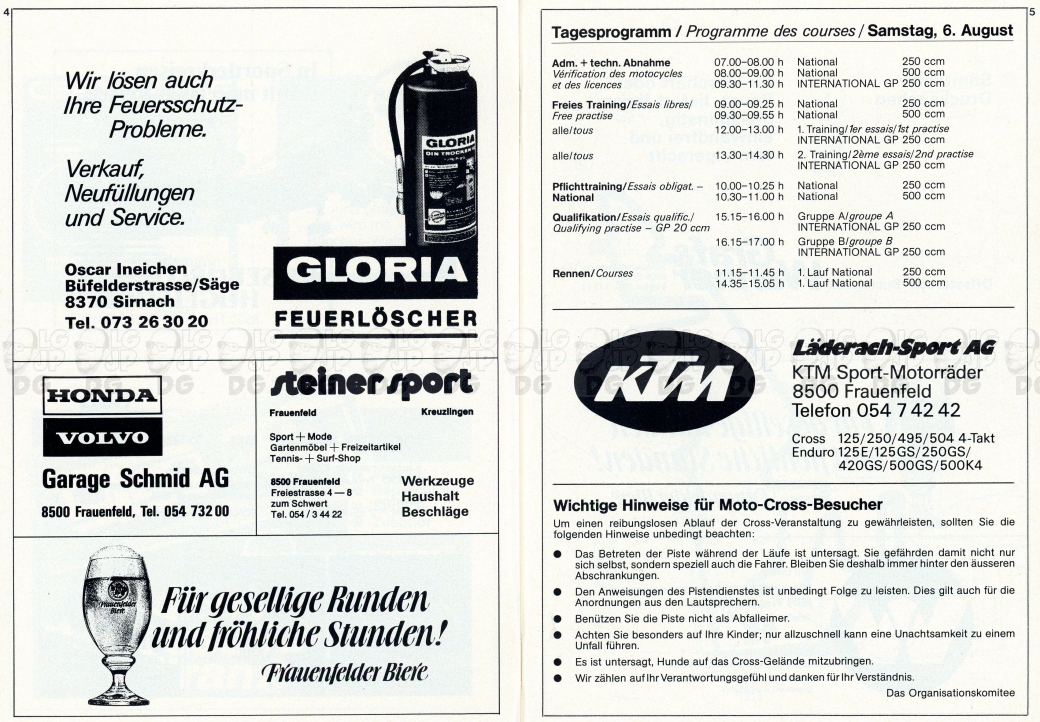 4
Wir lösen auch
Ihre Feuersschutz-
Probleme.
Verkauf,
Neufüllungen
und Service.
Oscar Ineichen
Büfelderstrasse/Säge
8370 Sirnach
Tel. 073 26 30 20
GLORIA
GLORIA
FEUERLÖSCHER
HONDA
VOLVO
Garage Schmid AG
8500 Frauenfeld, Tel. 054 732 00
steiner sport
Frauenfeld Kreuzlingen
Sport + Mode
Gartenmöbel + Freizeitartikel
Tennis- + Surf-Shop
8500 Frauenfeld
Freiestrasse 4 — 8
zum Schwert
Tel. 054 / 3 44 22
Werkzeuge
Haushalt
Beschläge
Frauenfelder
Biere
Für gesellige Runden
und fröhliche Stunden!
Frauenfelder Biere
5
Tagesprogramm / Programme des courses / Samstag, 6. August
Adm. + techn. Abnahme 07.00–08.00 h National 250 ccm
Vérification des motocycles 08.00–09.00 h National 500 ccm
et des licences 09.30–11.30 h INTERNATIONAL GP 250 ccm
Freies Training/Essais libres/ 09.00–09.25 h National 250 ccm
Free practise 09.30–09.55 h National 500 ccm
alle/tous 12.00–13.00 h 1. Training/1er essais/1st practise
INTERNATIONAL GP 250 ccm
alle/tous 13.30–14.30 h 2. Training/2ème essais/2nd practise
INTERNATIONAL GP 250 ccm
Pflichttraining/Essais obligat. – 10.00–10.25 h National 250 ccm
National 10.30–11.00 h National 500 ccm
Qualifikation/Essais qualific./ 15.15–16.00 h Gruppe A/groupe A
Qualifying practise – GP 20 ccm INTERNATIONAL GP 250 ccm
16.15–17.00 h Gruppe B/groupe B
INTERNATIONAL GP 250 ccm
Rennen/Courses 11.15–11.45 h 1. Lauf National 250 ccm
14.35–15.05 h 1. Lauf National 500 ccm
KTM
Läderach-Sport AG
KTM Sport-Motorräder
8500 Frauenfeld
Telefon 054 7 42 42
Cross 125/250/495/504 4-Takt
Enduro 125E/125GS/250GS/
420GS/500GS/500K4
Wichtige Hinweise für Moto-Cross-Besucher
Um einen reibungslosen Ablauf der Cross-Veranstaltung zu gewährleisten, sollten Sie die
folgenden Hinweise unbedingt beachten:
● Das Betreten der Piste während der Läufe ist untersagt. Sie gefährden damit nicht nur
sich selbst, sondern speziell auch die Fahrer. Bleiben Sie deshalb immer hinter den äusseren
Abschrankungen.
● Den Anweisungen des Pistendienstes ist unbedingt Folge zu leisten. Dies gilt auch für die
Anordnungen aus den Lautsprechern.
● Benützen Sie die Piste nicht als Abfalleimer.
● Achten Sie besonders auf Ihre Kinder; nur allzuschnell kann eine Unachtsamkeit zu einem
Unfall führen.
● Es ist untersagt, Hunde auf das Cross-Gelände mitzubringen.
● Wir zählen auf Ihr Verantwortungsgefühl und danken für Ihr Verständnis.
Das Organisationskomitee